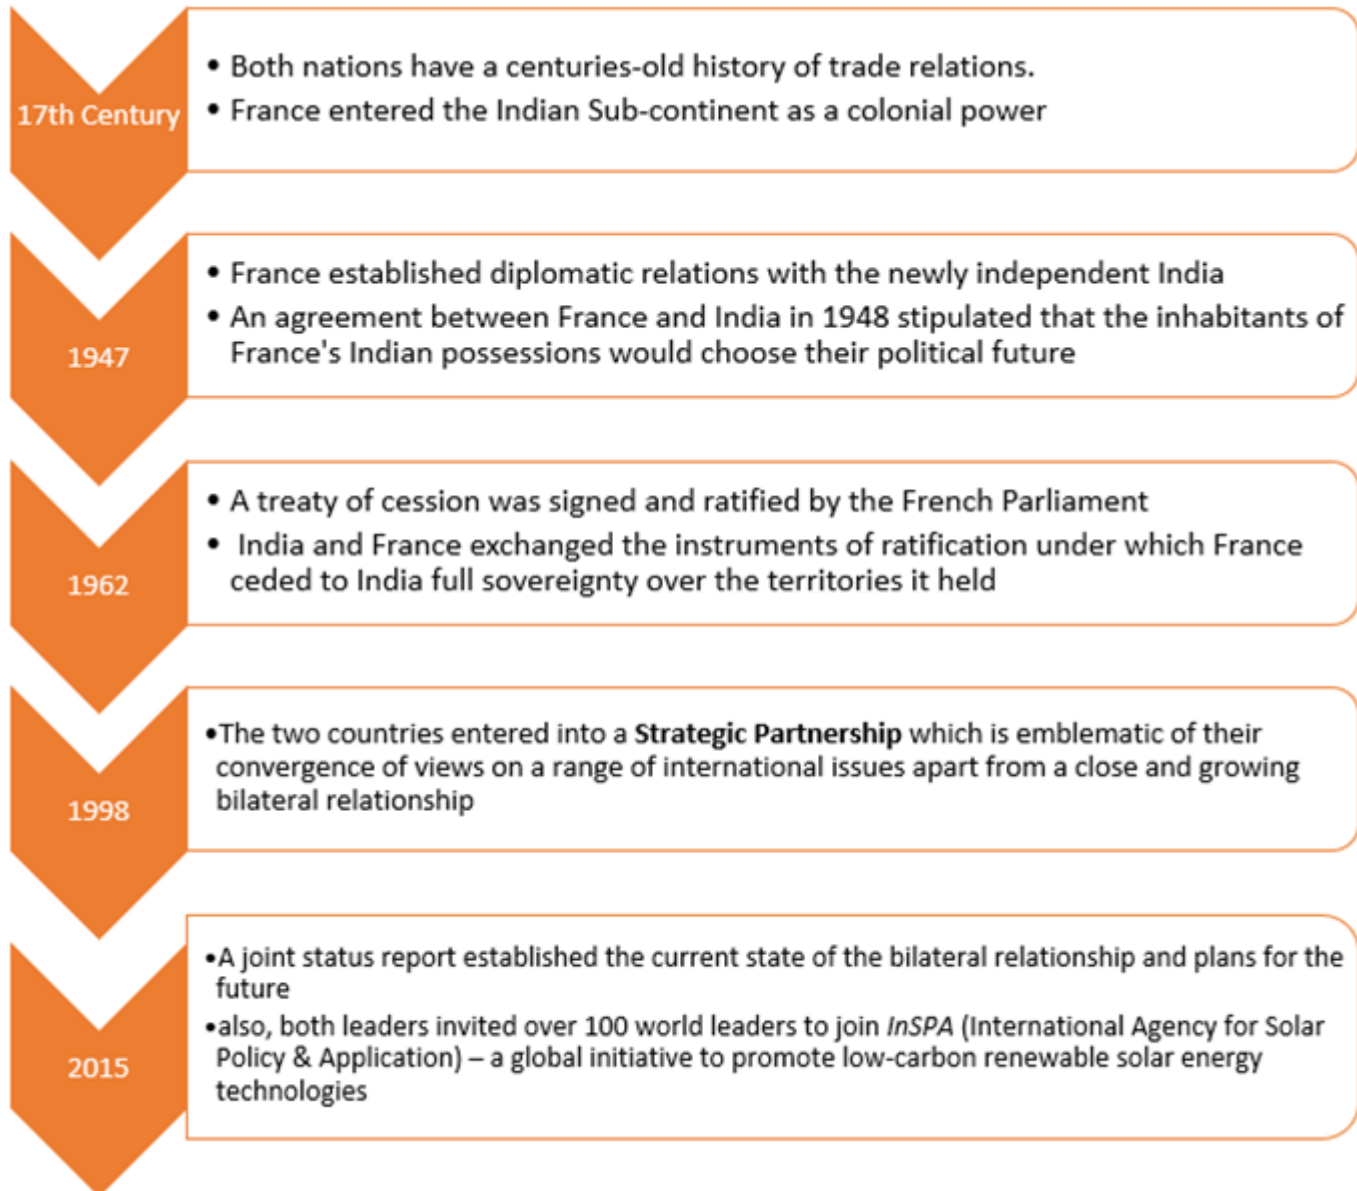 17th Century
• Both nations have a centuries-old history of trade relations.
• France entered the Indian Sub-continent as a colonial power
1947
• France established diplomatic relations with the newly independent India
• An agreement between France and India in 1948 stipulated that the inhabitants of
France's Indian possessions would choose their political future
1962
• A treaty of cession was signed and ratified by the French Parliament
• India and France exchanged the instruments of ratification under which France
ceded to India full sovereignty over the territories it held
1998
•The two countries entered into a Strategic Partnership which is emblematic of their
convergence of views on a range of international issues apart from a close and growing
bilateral relationship
2015
•A joint status report established the current state of the bilateral relationship and plans for the
future
•also, both leaders invited over 100 world leaders to join InSPA (International Agency for Solar
Policy & Application) – a global initiative to promote low-carbon renewable solar energy
technologies